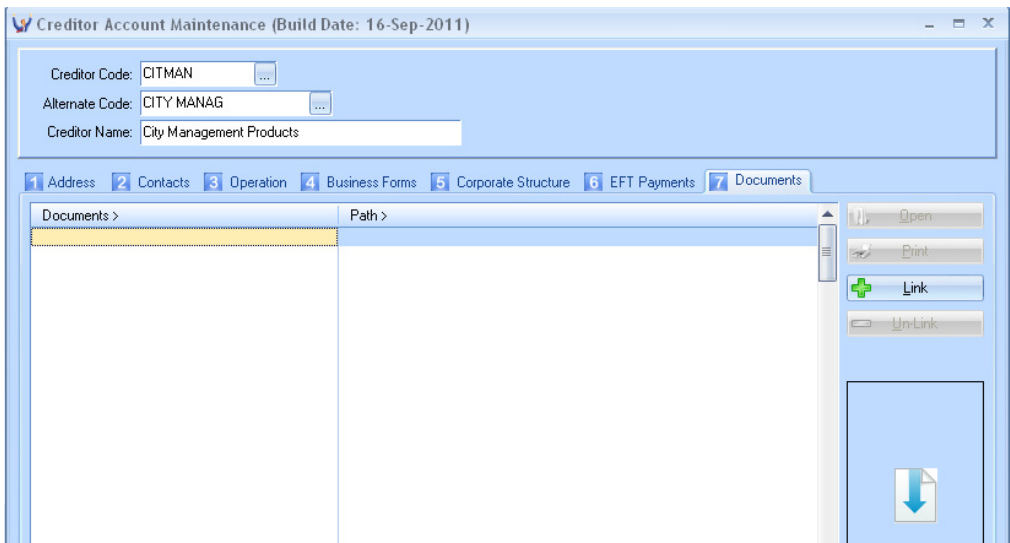 Creditor Account Maintenance (Build Date: 16-Sep-2011)
Creditor Code: CITMAN ...
Alternate Code: CITY MANAG ...
Creditor Name: City Management Products
1 Address 2 Contacts 3 Operation 4 Business Forms 5 Corporate Structure 6 EFT Payments 7 Documents
Documents > Path >
Open
Print
Link
Un-Link